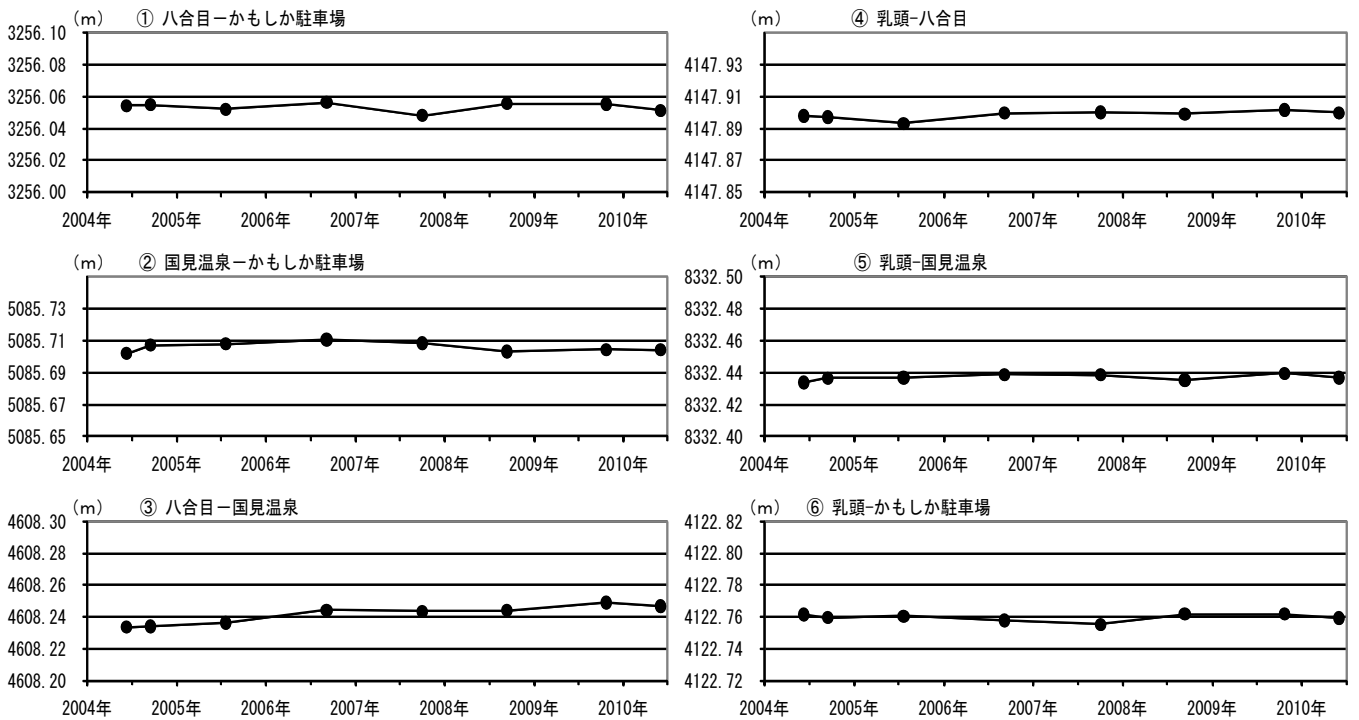 （m） ① 八合目－かもしか駐車場
3256.10
3256.08
3256.06
3256.04
3256.02
3256.00
2004年 2005年 2006年 2007年 2008年 2009年 2010年
（m） ② 国見温泉－かもしか駐車場
5085.73
5085.71
5085.69
5085.67
5085.65
2004年 2005年 2006年 2007年 2008年 2009年 2010年
（m） ③ 八合目－国見温泉
4608.30
4608.28
4608.26
4608.24
4608.22
4608.20
2004年 2005年 2006年 2007年 2008年 2009年 2010年
（m） ④ 乳頭-八合目
4147.93
4147.91
4147.89
4147.87
4147.85
2004年 2005年 2006年 2007年 2008年 2009年 2010年
（m） ⑤ 乳頭-国見温泉
8332.50
8332.48
8332.46
8332.44
8332.42
8332.40
2004年 2005年 2006年 2007年 2008年 2009年 2010年
（m） ⑥ 乳頭-かもしか駐車場
4122.82
4122.80
4122.78
4122.76
4122.74
4122.72
2004年 2005年 2006年 2007年 2008年 2009年 2010年